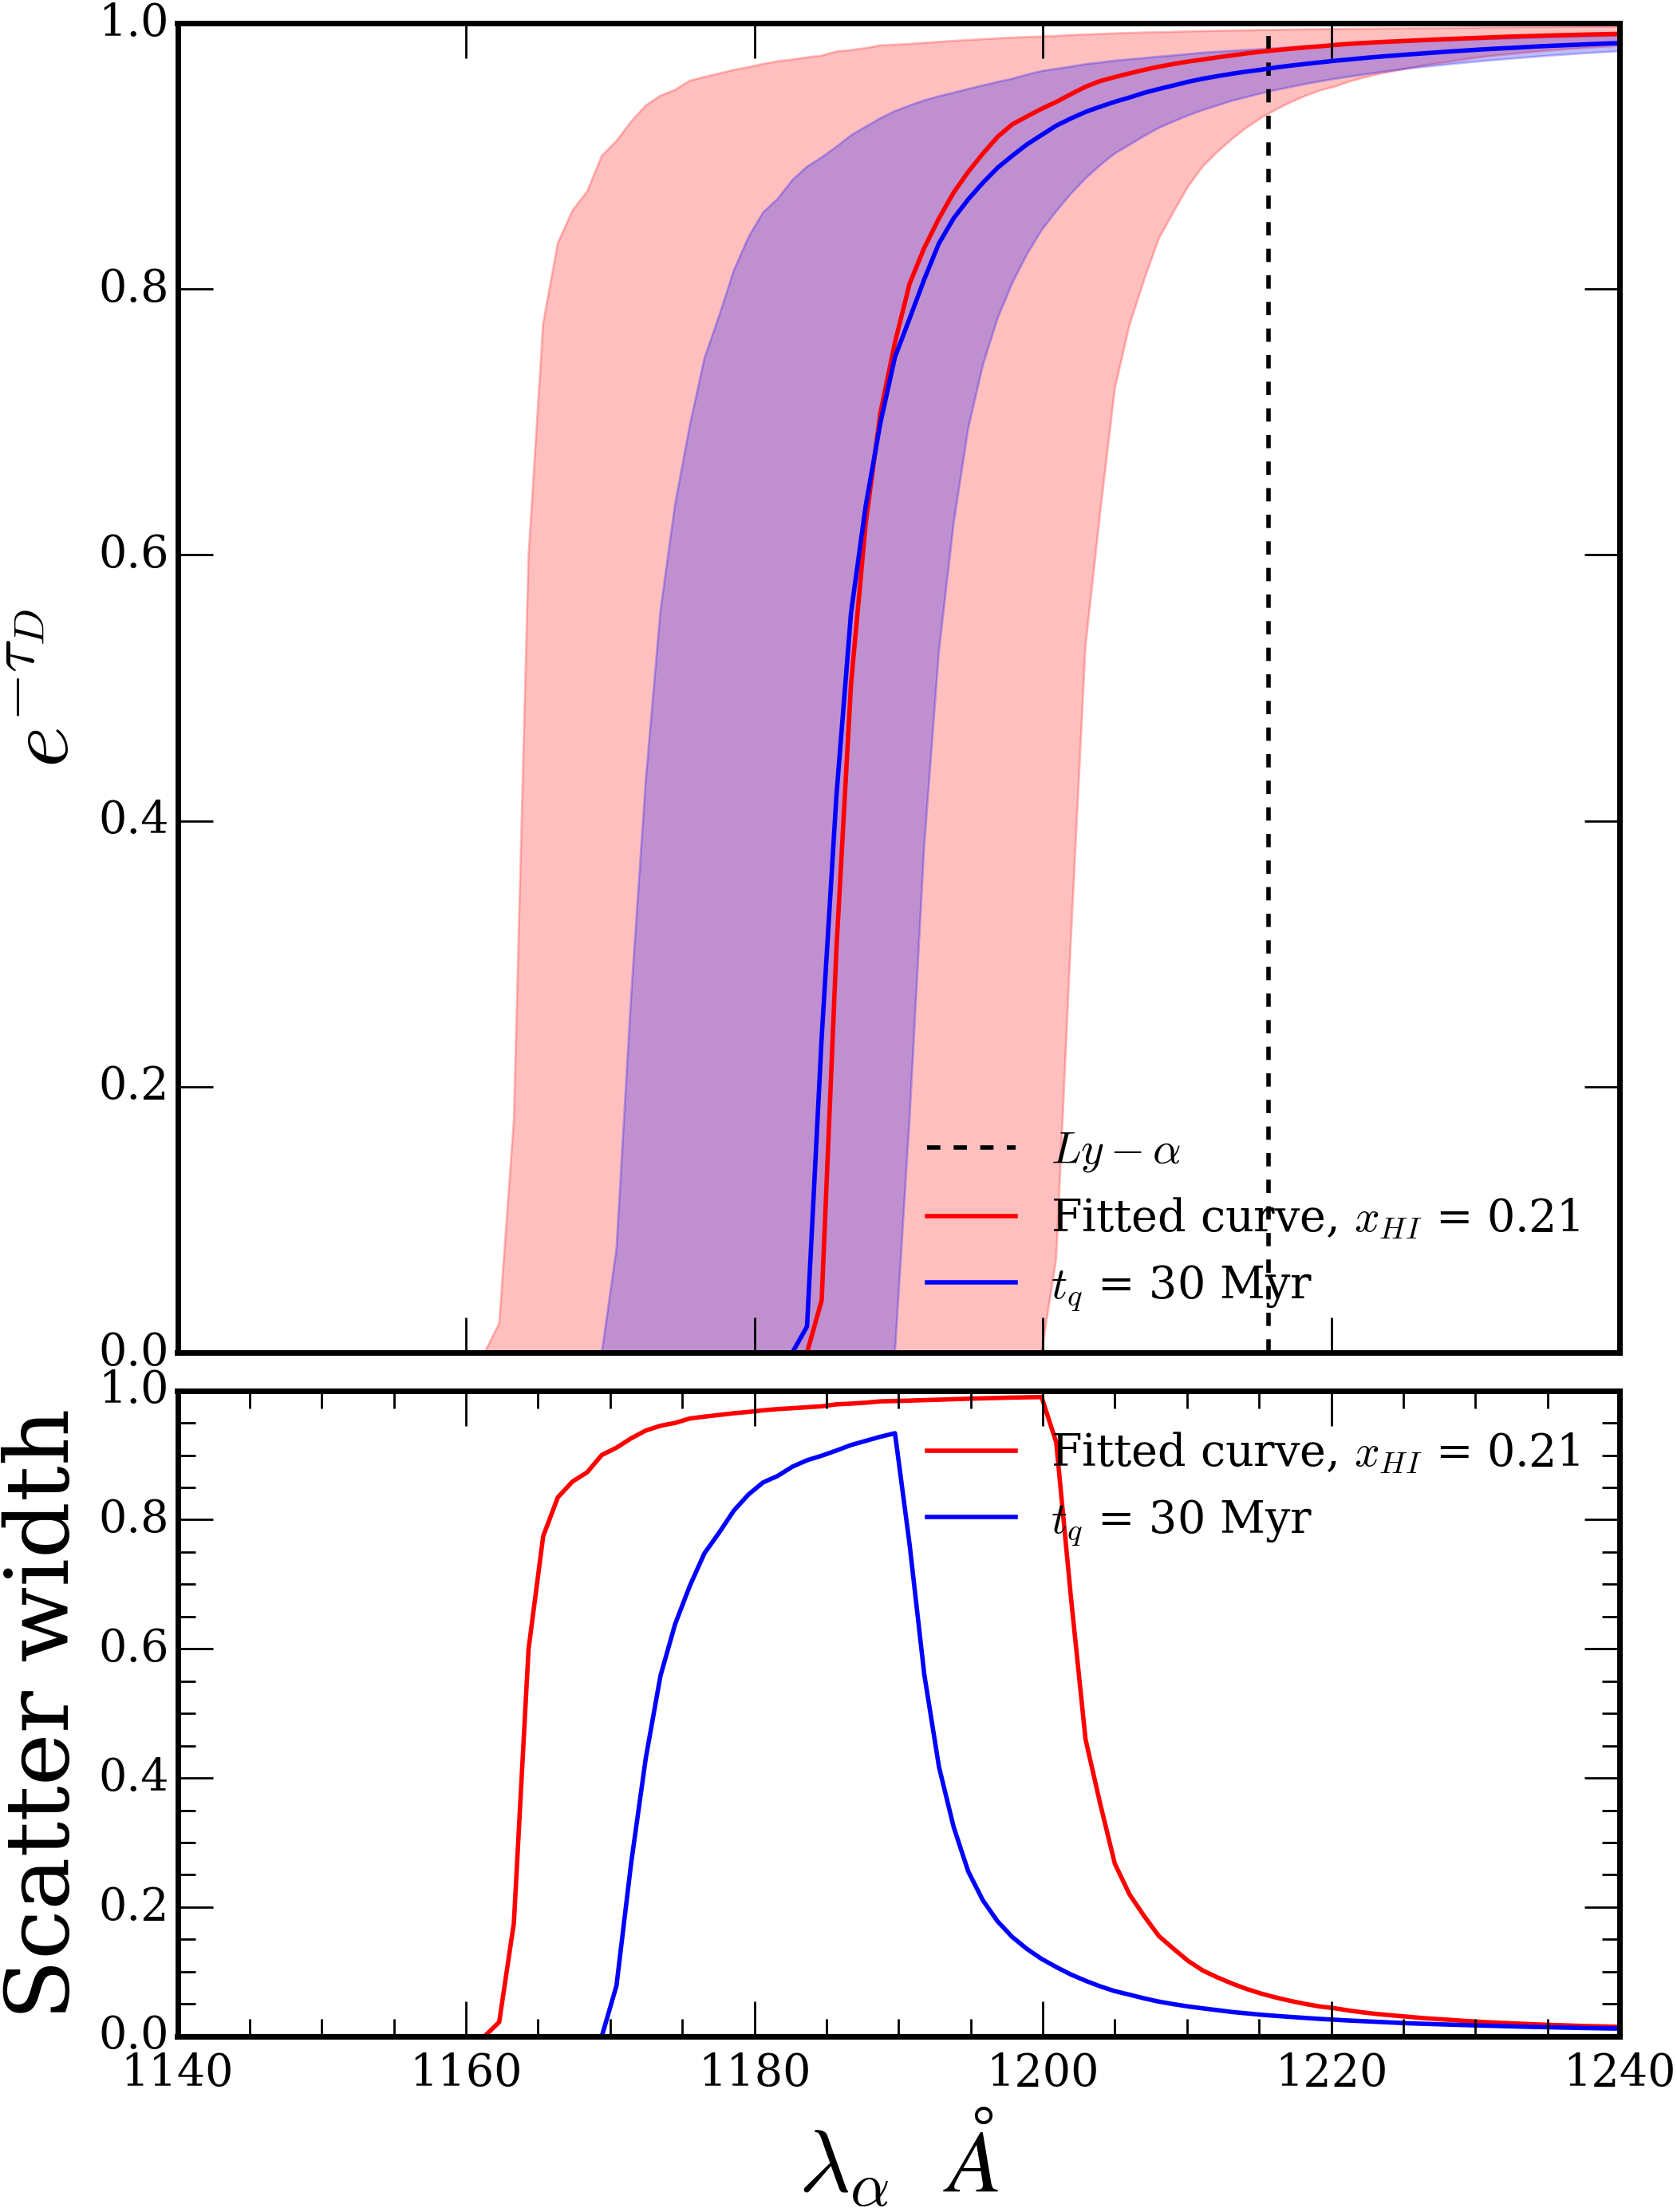 1.0
0.8
0.6
0.4
0.2
0.0
e^{-τ_D}
Ly − α
Fitted curve, x_{HI} = 0.21
t_q = 30 Myr
1.0
0.8
0.6
0.4
0.2
0.0
Scatter width
Fitted curve, x_{HI} = 0.21
t_q = 30 Myr
1140 1160 1180 1200 1220 1240
λ_α Å